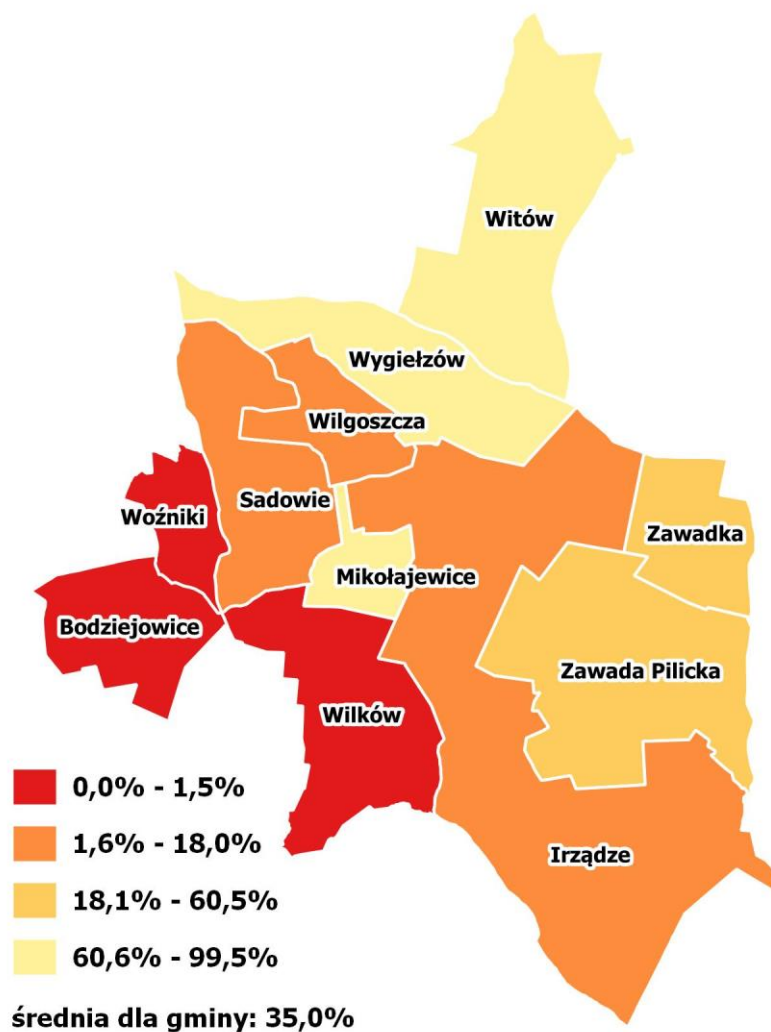 Witów
Wygiełzów
Wilgoszcza
Sadowie
Woźniki
Zawadka
Mikołajewice
Bodziejowice
Zawada Pilicka
Wilków
Irządze
0,0% - 1,5%
1,6% - 18,0%
18,1% - 60,5%
60,6% - 99,5%
średnia dla gminy: 35,0%